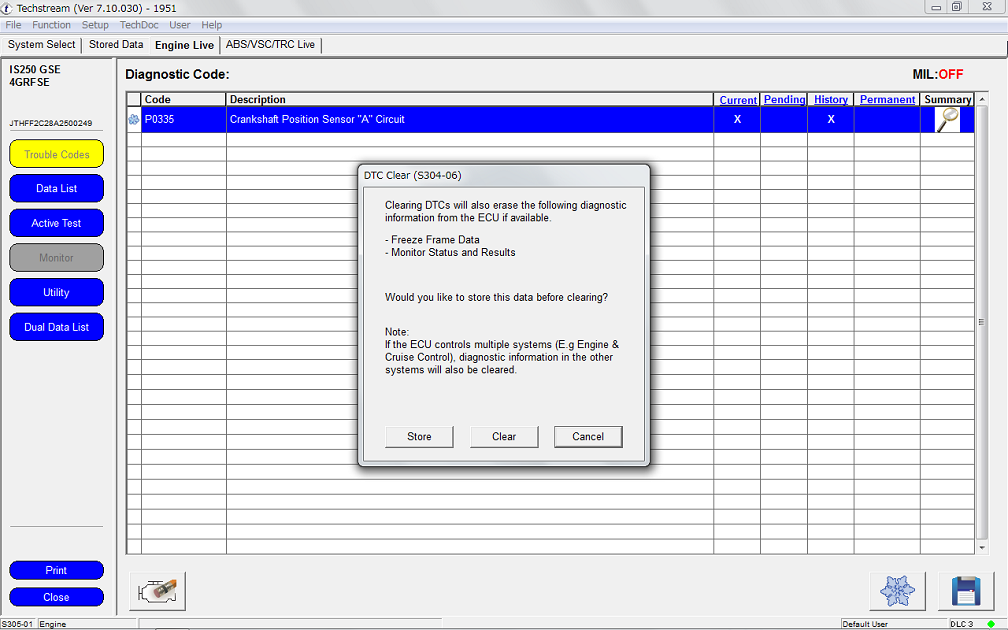 Techstream (Ver 7.10.030) - 1951
File Function Setup TechDoc User Help
System Select Stored Data Engine Live ABS/VSC/TRC Live
IS250 GSE
4GRFSE
JTHFF2C28A2500249
Trouble Codes
Data List
Active Test
Monitor
Utility
Dual Data List
Print
Close
Diagnostic Code:
MIL:OFF
Code Description Current Pending History Permanent Summary
P0335 Crankshaft Position Sensor "A" Circuit X X
DTC Clear (S304-06)
Clearing DTCs will also erase the following diagnostic
information from the ECU if available.
- Freeze Frame Data
- Monitor Status and Results
Would you like to store this data before clearing?
Note:
If the ECU controls multiple systems (E.g Engine &
Cruise Control), diagnostic information in the other
systems will also be cleared.
Store Clear Cancel
S305-01 Engine Default User DLC 3